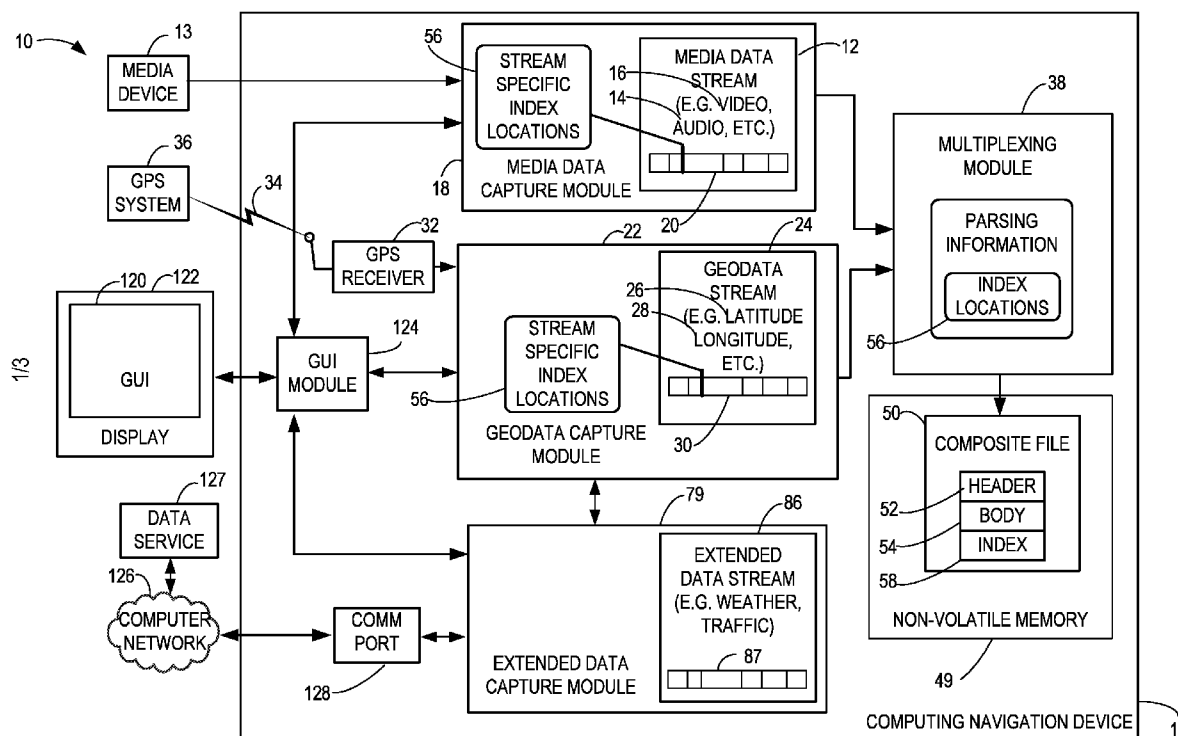 10
13
MEDIA
DEVICE
36
GPS
SYSTEM
34
32
GPS
RECEIVER
120
122
GUI
DISPLAY
1/3
124
GUI
MODULE
127
DATA
SERVICE
126
COMPUTER
NETWORK
COMM
PORT
128
56
STREAM
SPECIFIC
INDEX
LOCATIONS
18
MEDIA DATA
CAPTURE MODULE
12
MEDIA DATA
STREAM
16
(E.G. VIDEO,
14
AUDIO, ETC.)
20
22
24
GEODATA
STREAM
26
(E.G. LATITUDE
28
LONGITUDE,
ETC.)
30
STREAM
SPECIFIC
INDEX
LOCATIONS
56
GEODATA CAPTURE
MODULE
79
86
EXTENDED
DATA STREAM
(E.G. WEATHER,
TRAFFIC)
87
EXTENDED DATA
CAPTURE MODULE
38
MULTIPLEXING
MODULE
PARSING
INFORMATION
INDEX
LOCATIONS
56
50
COMPOSITE FILE
HEADER
52
BODY
54
INDEX
58
NON-VOLATILE MEMORY
49
COMPUTING NAVIGATION DEVICE